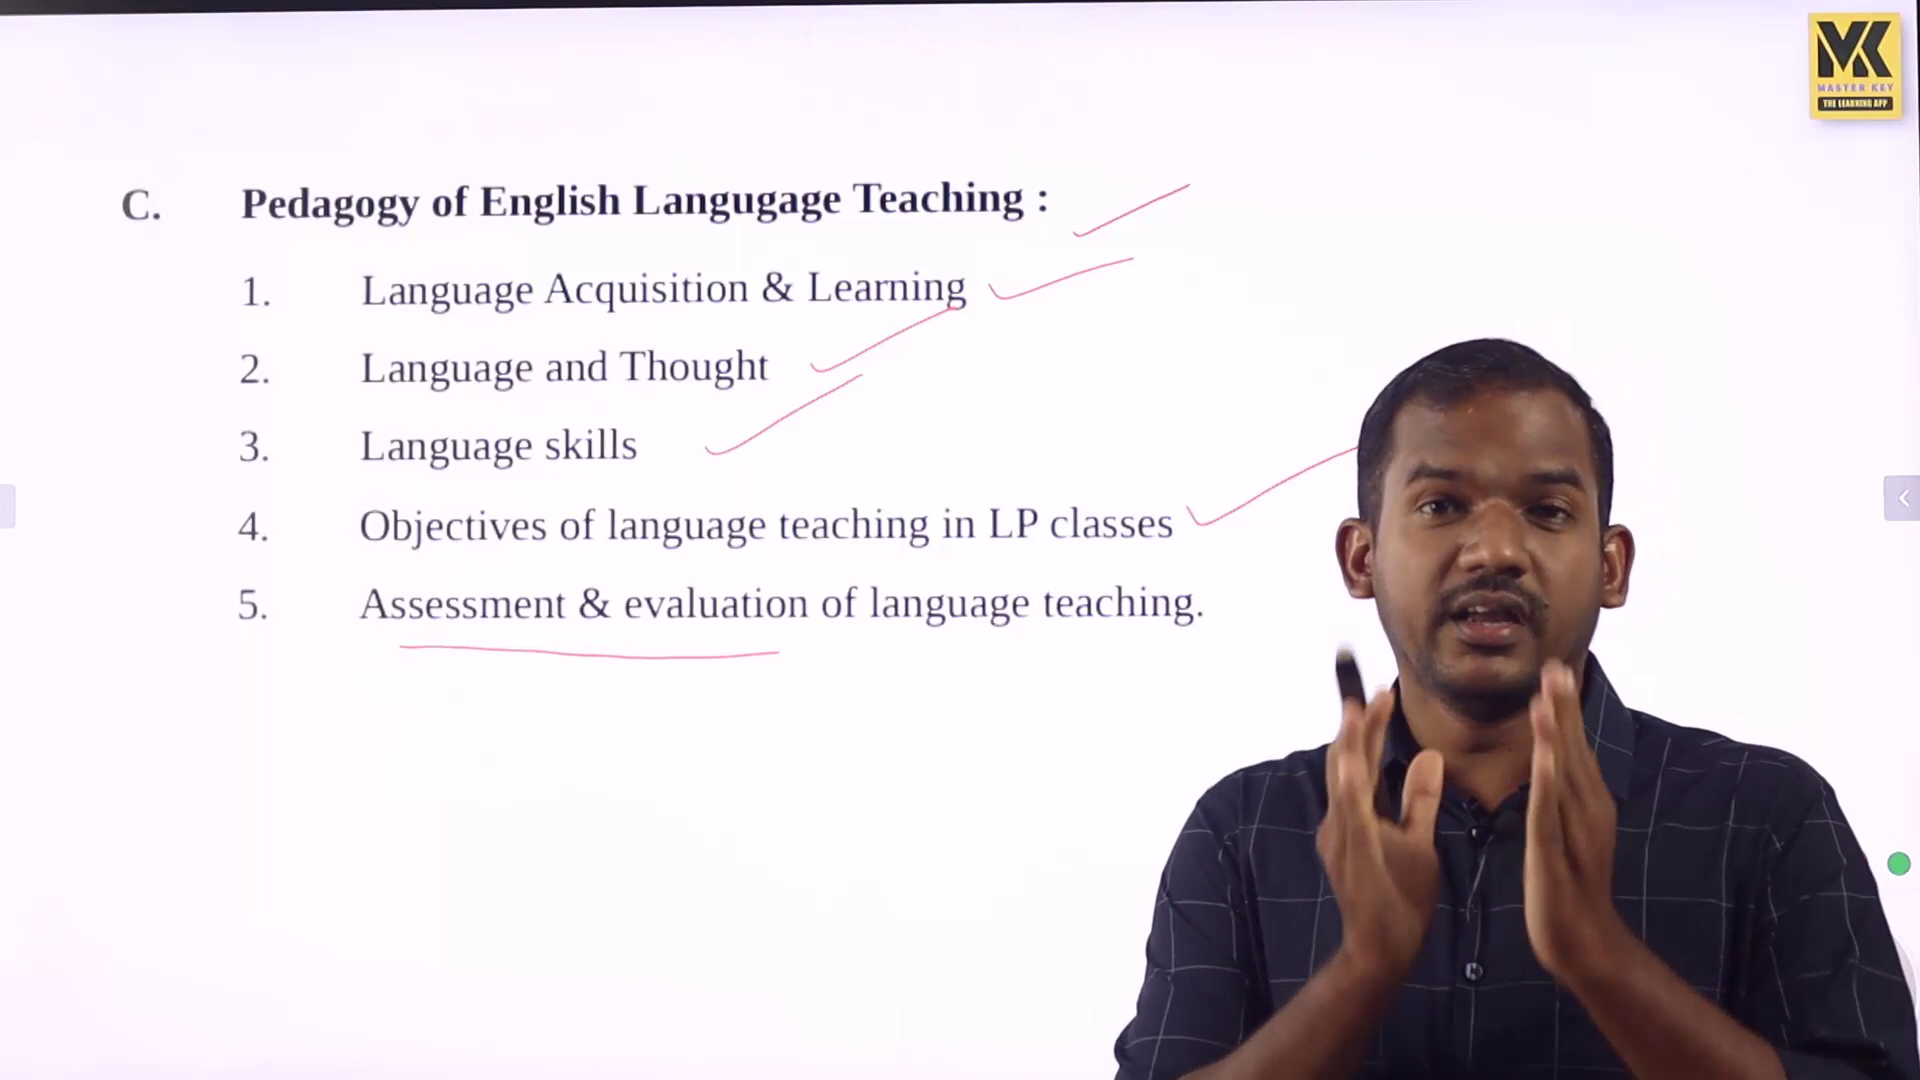 MK
MASTER KEY
THE LEARNING APP
C. Pedagogy of English Langugage Teaching :
1. Language Acquisition & Learning
2. Language and Thought
3. Language skills
4. Objectives of language teaching in LP classes
5. Assessment & evaluation of language teaching.